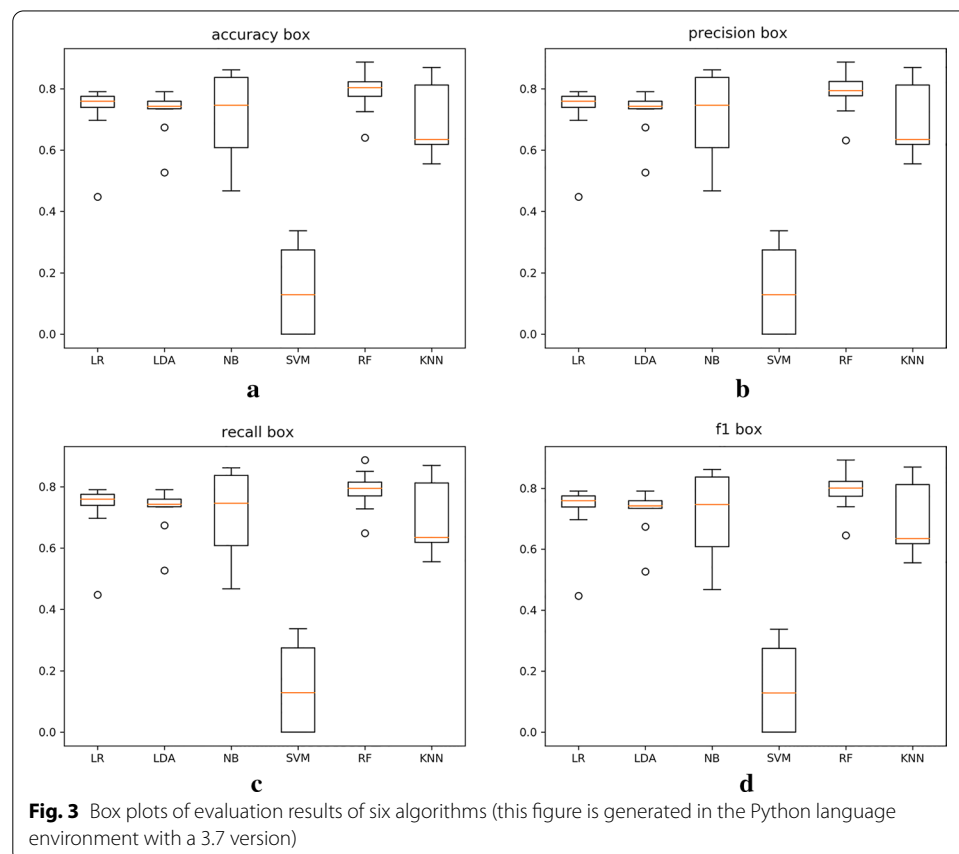 accuracy box
0.8
0.6
0.4
0.2
0.0
LR LDA NB SVM RF KNN
a
precision box
0.8
0.6
0.4
0.2
0.0
LR LDA NB SVM RF KNN
b
recall box
0.8
0.6
0.4
0.2
0.0
LR LDA NB SVM RF KNN
c
f1 box
0.8
0.6
0.4
0.2
0.0
LR LDA NB SVM RF KNN
d
Fig. 3 Box plots of evaluation results of six algorithms (this figure is generated in the Python language
environment with a 3.7 version)